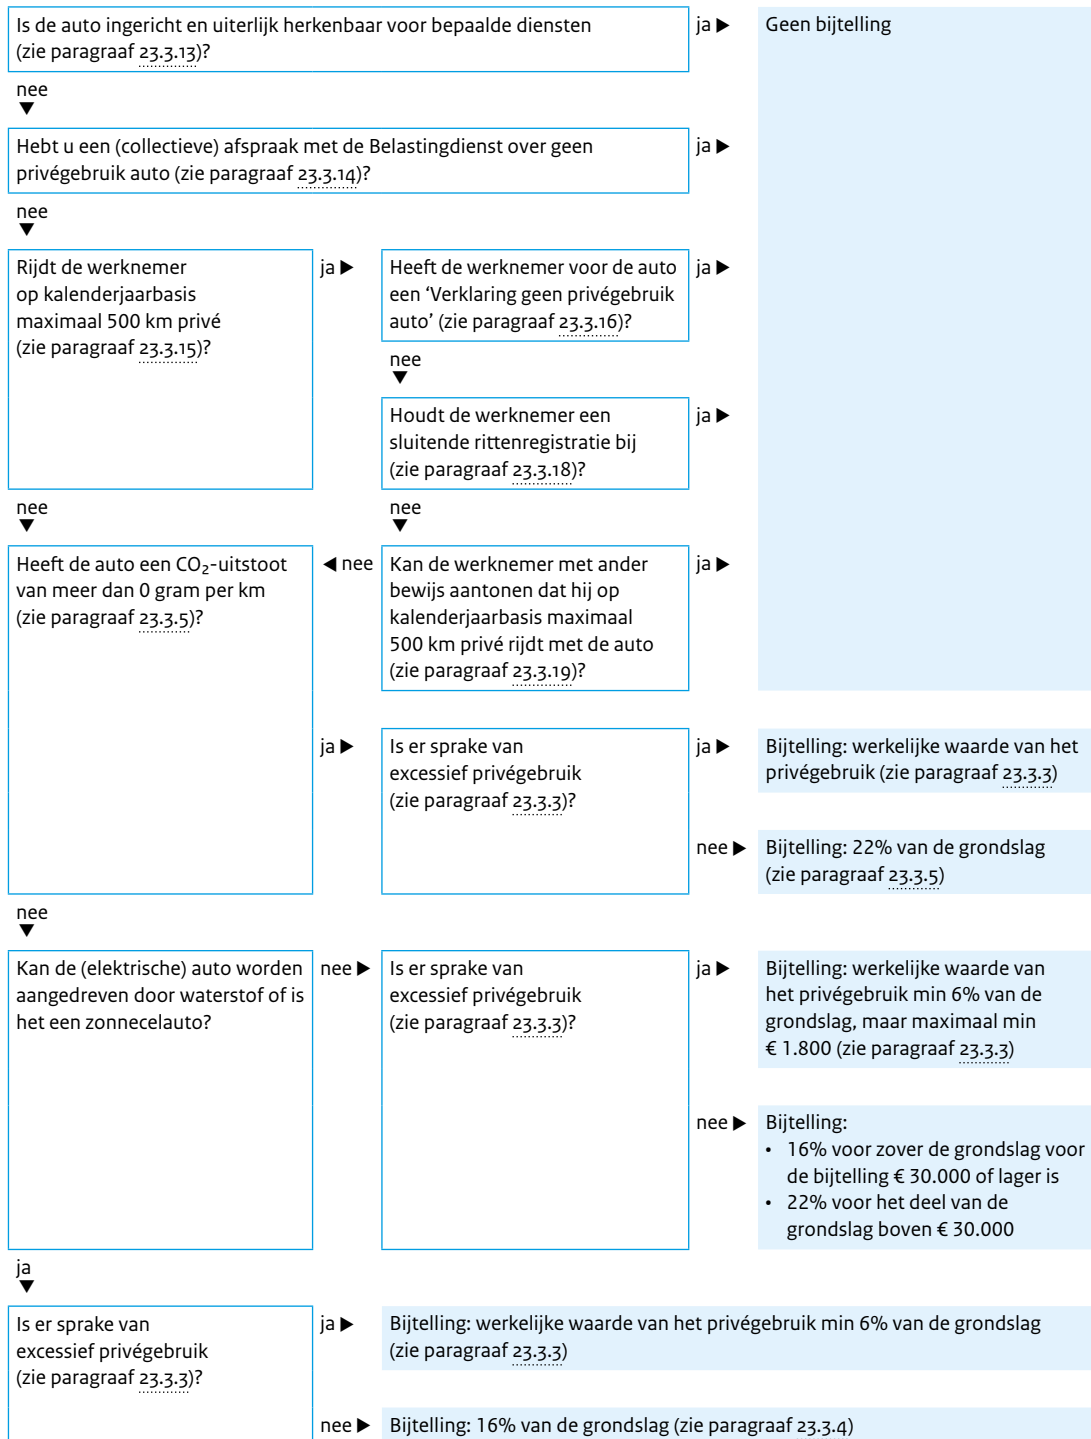 Is de auto ingericht en uiterlijk herkenbaar voor bepaalde diensten
(zie paragraaf 23.3.13)?
ja ▶
Geen bijtelling
nee
▼
Hebt u een (collectieve) afspraak met de Belastingdienst over geen
privégebruik auto (zie paragraaf 23.3.14)?
ja ▶
nee
▼
Rijdt de werknemer
op kalenderjaarbasis
maximaal 500 km privé
(zie paragraaf 23.3.15)?
ja ▶
Heeft de werknemer voor de auto
een ‘Verklaring geen privégebruik
auto’ (zie paragraaf 23.3.16)?
ja ▶
nee
▼
Houdt de werknemer een
sluitende rittenregistratie bij
(zie paragraaf 23.3.18)?
ja ▶
nee
▼
nee
▼
Heeft de auto een CO₂-uitstoot
van meer dan 0 gram per km
(zie paragraaf 23.3.5)?
◀ nee
Kan de werknemer met ander
bewijs aantonen dat hij op
kalenderjaarbasis maximaal
500 km privé rijdt met de auto
(zie paragraaf 23.3.19)?
ja ▶
ja ▶
Is er sprake van
excessief privégebruik
(zie paragraaf 23.3.3)?
ja ▶
Bijtelling: werkelijke waarde van het
privégebruik (zie paragraaf 23.3.3)
nee ▶
Bijtelling: 22% van de grondslag
(zie paragraaf 23.3.5)
nee
▼
Kan de (elektrische) auto worden
aangedreven door waterstof of is
het een zonnecelauto?
nee ▶
Is er sprake van
excessief privégebruik
(zie paragraaf 23.3.3)?
ja ▶
Bijtelling: werkelijke waarde van
het privégebruik min 6% van de
grondslag, maar maximaal min
€ 1.800 (zie paragraaf 23.3.3)
nee ▶
Bijtelling:
• 16% voor zover de grondslag voor
de bijtelling € 30.000 of lager is
• 22% voor het deel van de
grondslag boven € 30.000
ja
▼
Is er sprake van
excessief privégebruik
(zie paragraaf 23.3.3)?
ja ▶
Bijtelling: werkelijke waarde van het privégebruik min 6% van de grondslag
(zie paragraaf 23.3.3)
nee ▶
Bijtelling: 16% van de grondslag (zie paragraaf 23.3.4)